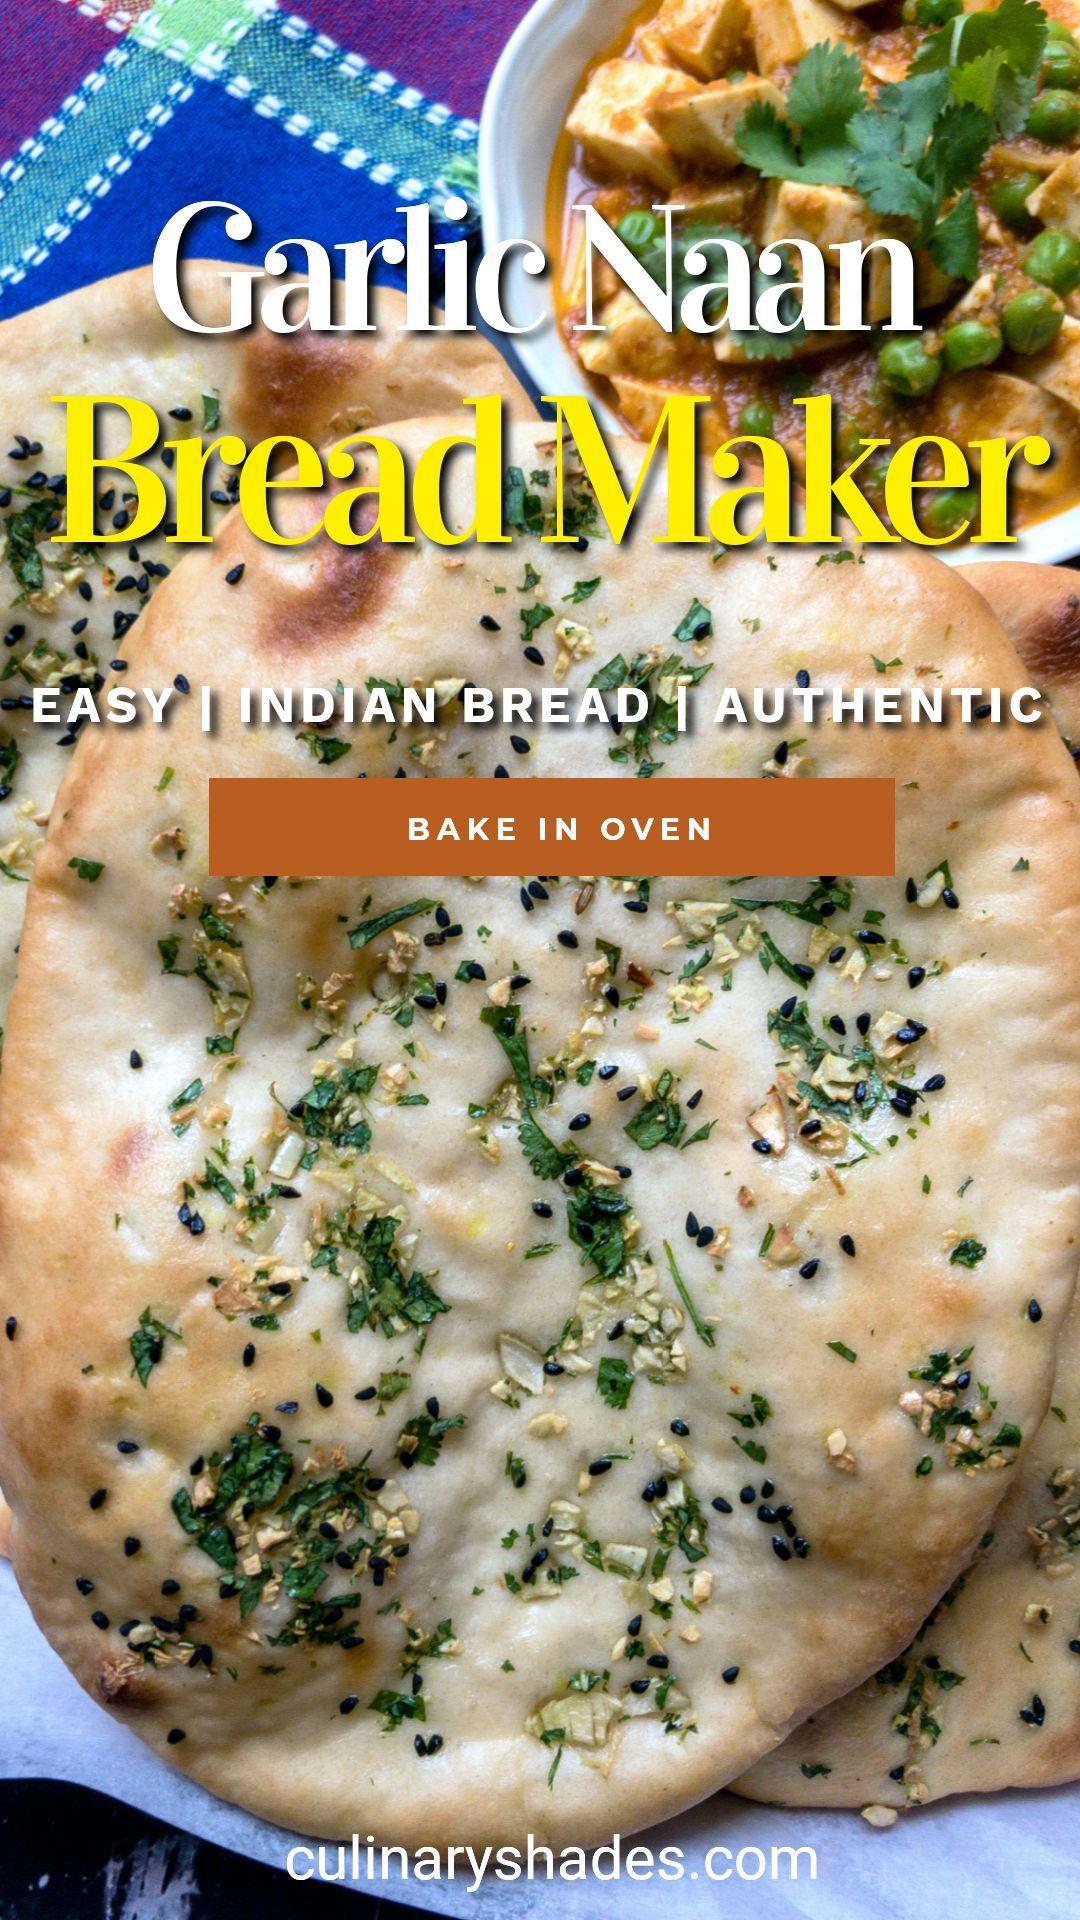 Garlic Naan
Bread Maker
EASY | INDIAN BREAD | AUTHENTIC
BAKE IN OVEN
culinaryshades.com